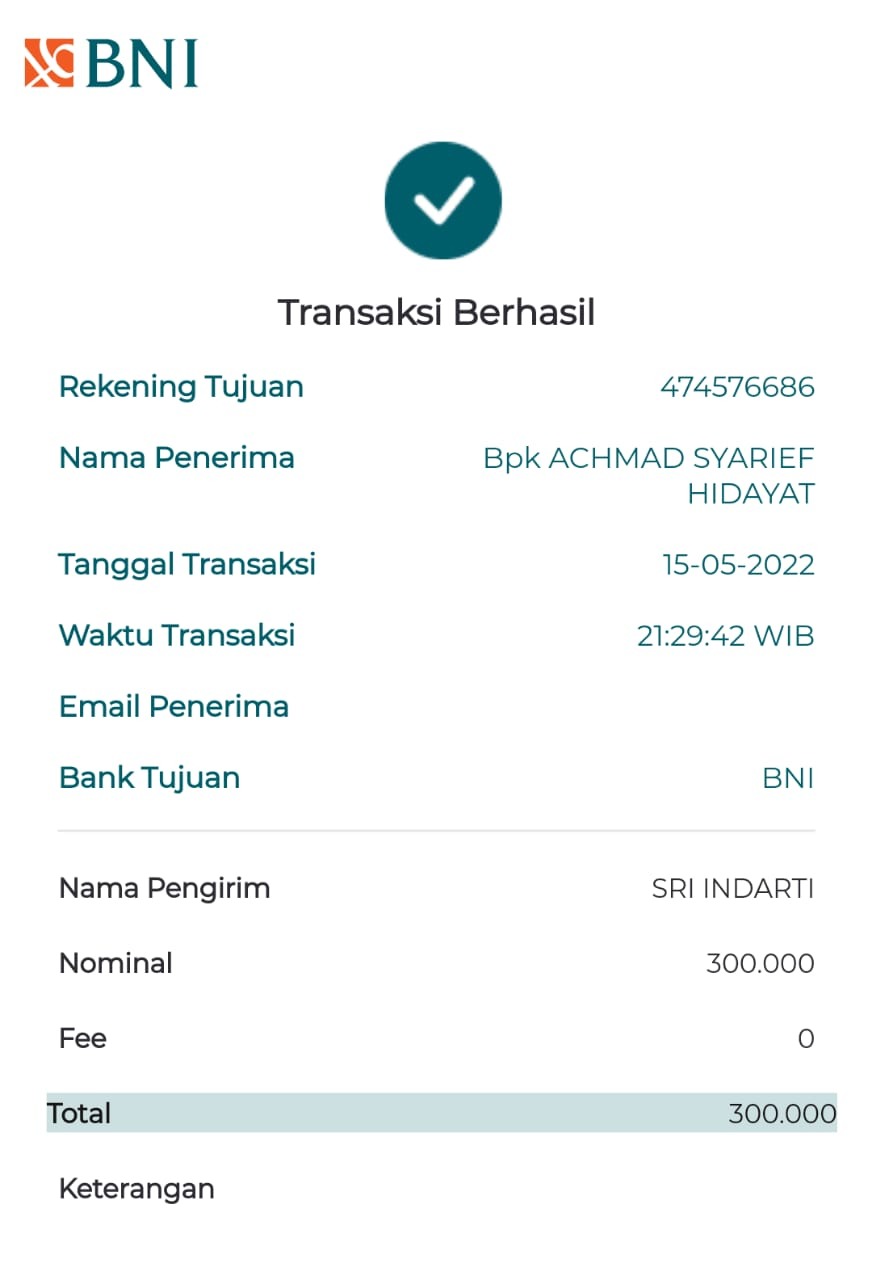 BNI
Transaksi Berhasil
Rekening Tujuan 474576686
Nama Penerima Bpk ACHMAD SYARIEF
HIDAYAT
Tanggal Transaksi 15-05-2022
Waktu Transaksi 21:29:42 WIB
Email Penerima
Bank Tujuan BNI
Nama Pengirim SRI INDARTI
Nominal 300.000
Fee 0
Total 300.000
Keterangan